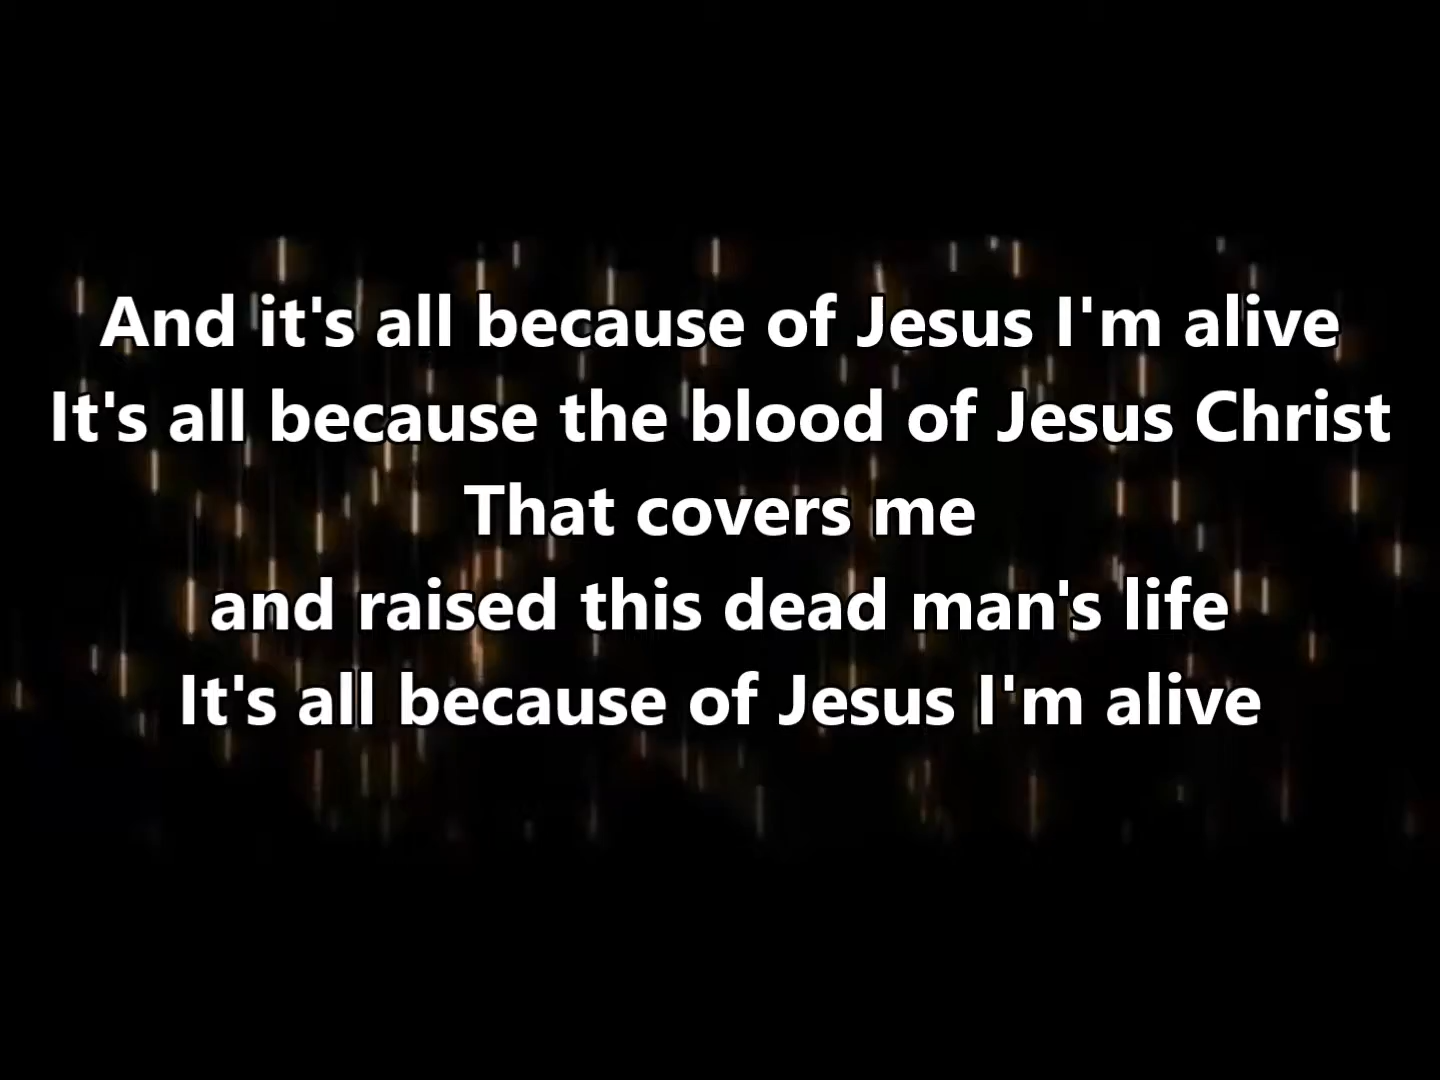 And it's all because of Jesus I'm alive
It's all because the blood of Jesus Christ
That covers me
and raised this dead man's life
It's all because of Jesus I'm alive